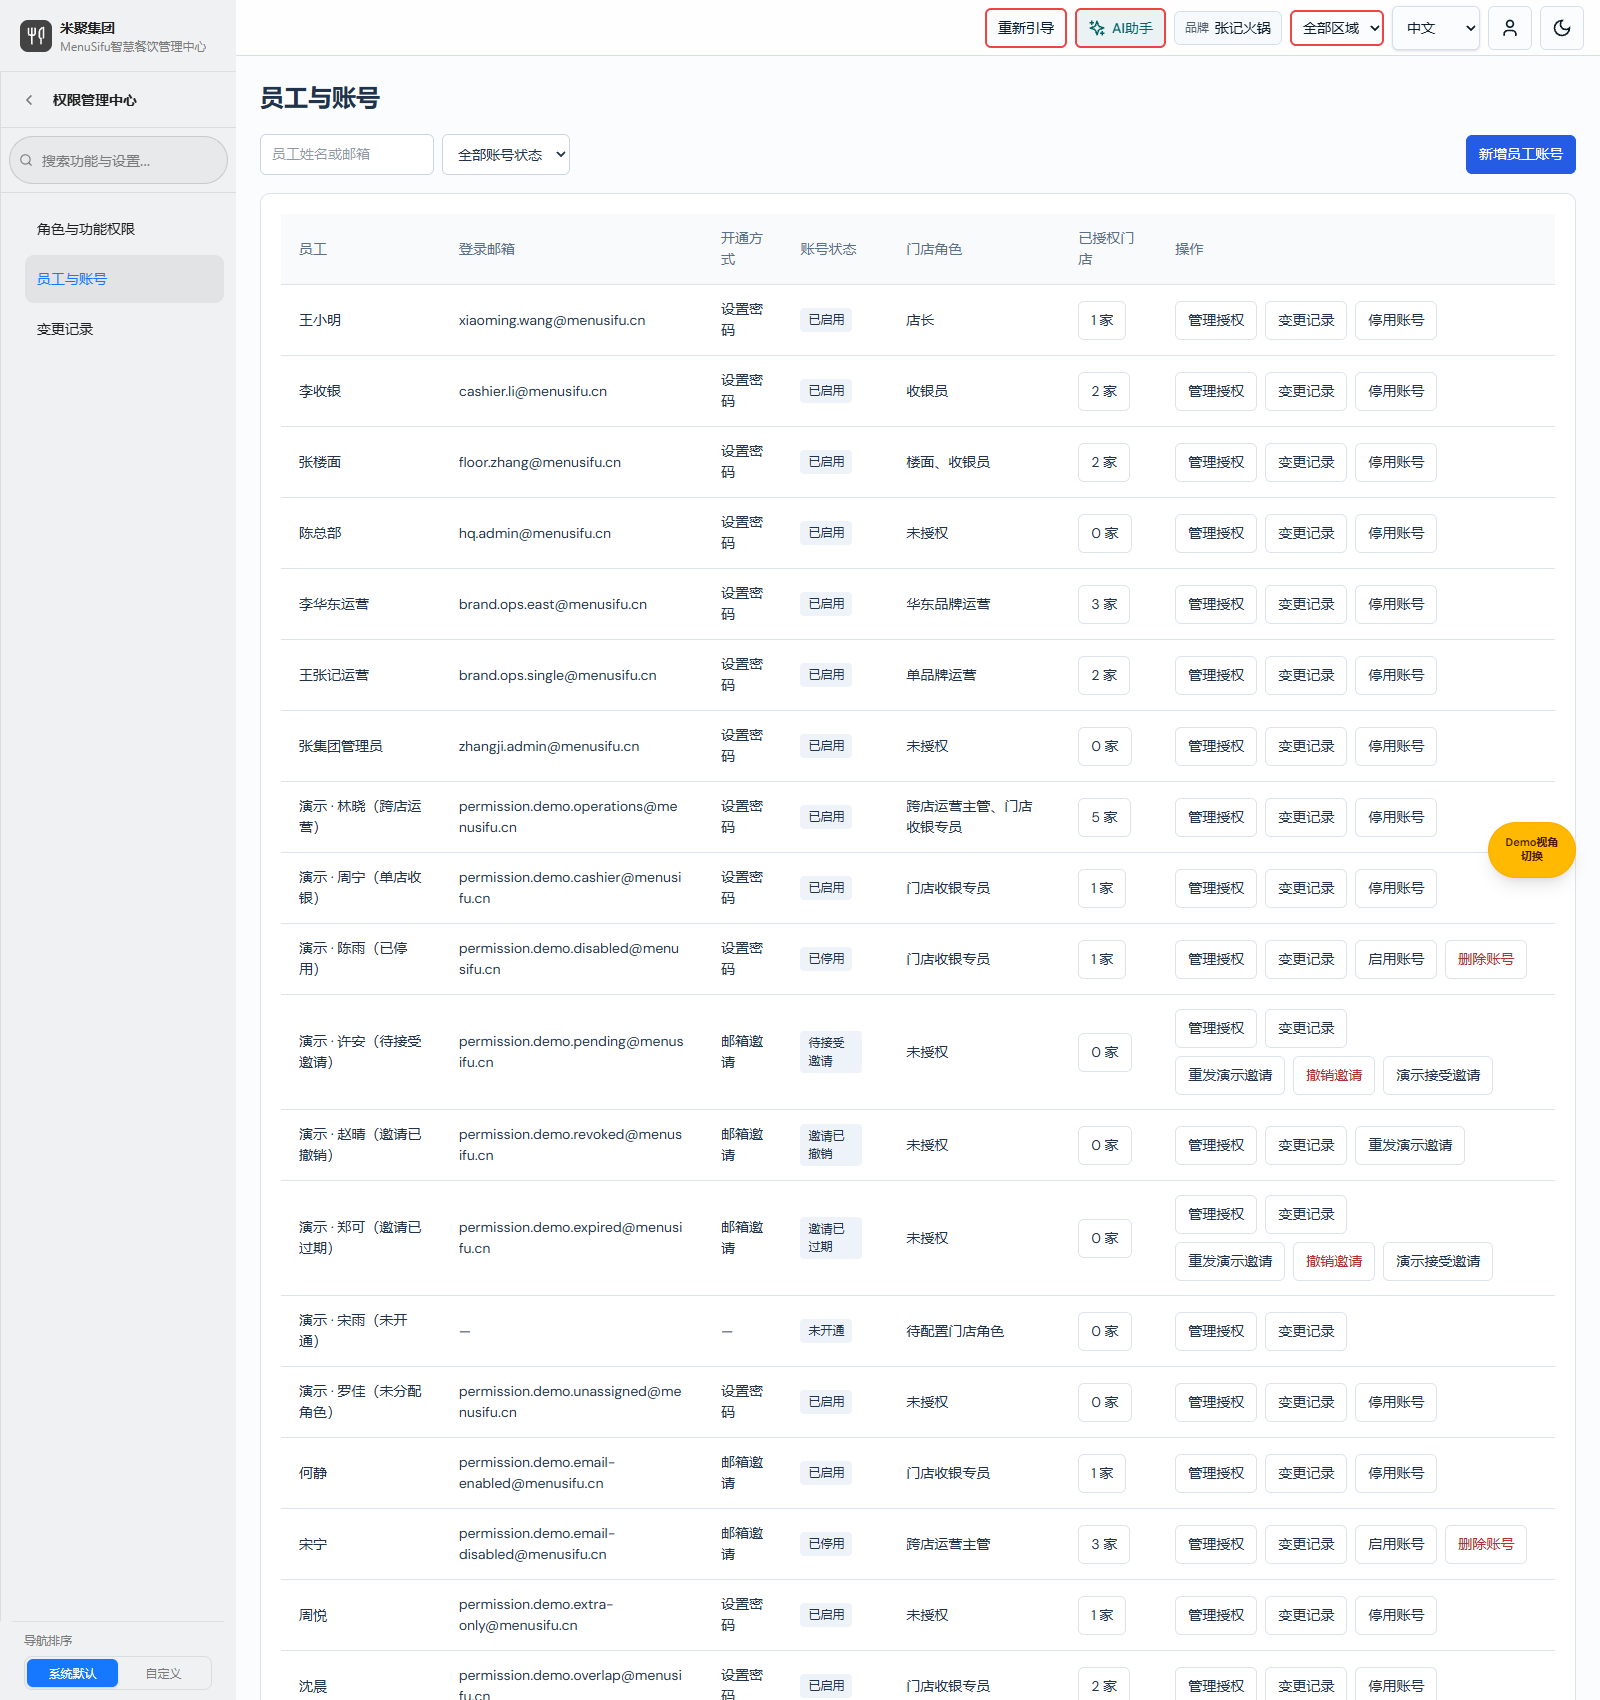 米聚集团
MenuSifu智慧餐饮管理中心
重新引导
AI助手
品牌 张记火锅
全部区域
中文
权限管理中心
搜索功能与设置...
角色与功能权限
员工与账号
变更记录
员工与账号
员工姓名或邮箱
全部账号状态
新增员工账号
员工 登录邮箱 开通方式 账号状态 门店角色 已授权门店 操作
王小明 xiaoming.wang@menusifu.cn 设置密码 已启用 店长 1 家 管理授权 变更记录 停用账号
李收银 cashier.li@menusifu.cn 设置密码 已启用 收银员 2 家 管理授权 变更记录 停用账号
张楼面 floor.zhang@menusifu.cn 设置密码 已启用 楼面、收银员 2 家 管理授权 变更记录 停用账号
陈总部 hq.admin@menusifu.cn 设置密码 已启用 未授权 0 家 管理授权 变更记录 停用账号
李华东运营 brand.ops.east@menusifu.cn 设置密码 已启用 华东品牌运营 3 家 管理授权 变更记录 停用账号
王张记运营 brand.ops.single@menusifu.cn 设置密码 已启用 单品牌运营 2 家 管理授权 变更记录 停用账号
张集团管理员 zhangji.admin@menusifu.cn 设置密码 已启用 未授权 0 家 管理授权 变更记录 停用账号
演示 · 林晓（跨店运营） permission.demo.operations@menusifu.cn 设置密码 已启用 跨店运营主管、门店收银专员 5 家 管理授权 变更记录 停用账号
Demo视角
切换
演示 · 周宁（单店收银） permission.demo.cashier@menusifu.cn 设置密码 已启用 门店收银专员 1 家 管理授权 变更记录 停用账号
演示 · 陈雨（已停用） permission.demo.disabled@menusifu.cn 设置密码 已停用 门店收银专员 1 家 管理授权 变更记录 启用账号 删除账号
演示 · 许安（待接受邀请） permission.demo.pending@menusifu.cn 邮箱邀请 待接受邀请 未授权 0 家 管理授权 变更记录
重发演示邀请 撤销邀请 演示接受邀请
演示 · 赵晴（邀请已撤销） permission.demo.revoked@menusifu.cn 邮箱邀请 邀请已撤销 未授权 0 家 管理授权 变更记录 重发演示邀请
演示 · 郑可（邀请已过期） permission.demo.expired@menusifu.cn 邮箱邀请 邀请已过期 未授权 0 家 管理授权 变更记录
重发演示邀请 撤销邀请 演示接受邀请
演示 · 宋雨（未开通） — — 未开通 待配置门店角色 0 家 管理授权 变更记录
演示 · 罗佳（未分配角色） permission.demo.unassigned@menusifu.cn 设置密码 已启用 未授权 0 家 管理授权 变更记录 停用账号
何静 permission.demo.email-enabled@menusifu.cn 邮箱邀请 已启用 门店收银专员 1 家 管理授权 变更记录 停用账号
宋宁 permission.demo.email-disabled@menusifu.cn 邮箱邀请 已停用 跨店运营主管 3 家 管理授权 变更记录 启用账号 删除账号
周悦 permission.demo.extra-only@menusifu.cn 设置密码 已启用 未授权 1 家 管理授权 变更记录 停用账号
沈晨 permission.demo.overlap@menusifu.cn 设置密码 已启用 门店收银专员 2 家 管理授权 变更记录 停用账号
导航排序
系统默认 自定义